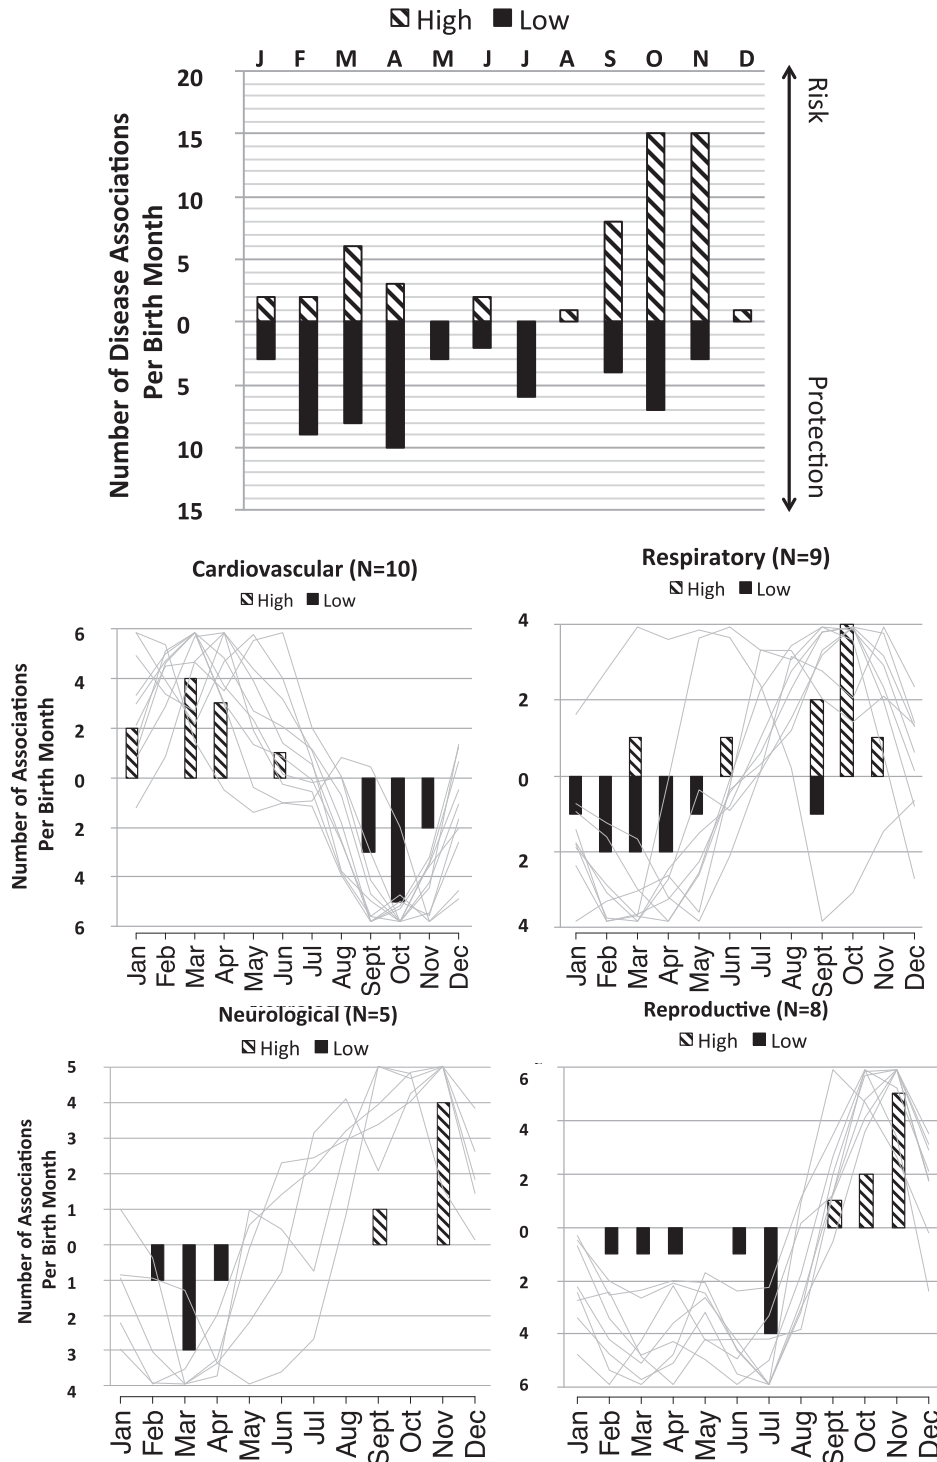 High Low
J F M A M J J A S O N D
Number of Disease Associations
Per Birth Month
20
15
10
5
0
5
10
15
Risk
Protection
Cardiovascular (N=10)
High Low
Number of Associations
Per Birth Month
6
4
2
0
2
4
6
Jan Feb Mar Apr May Jun Jul Aug Sept Oct Nov Dec
Respiratory (N=9)
High Low
4
2
0
2
4
Jan Feb Mar Apr May Jun Jul Aug Sept Oct Nov Dec
Neurological (N=5)
High Low
Number of Associations
Per Birth Month
5
4
3
2
1
0
1
2
3
4
Jan Feb Mar Apr May Jun Jul Aug Sept Oct Nov Dec
Reproductive (N=8)
High Low
6
4
2
0
2
4
6
Jan Feb Mar Apr May Jun Jul Aug Sept Oct Nov Dec